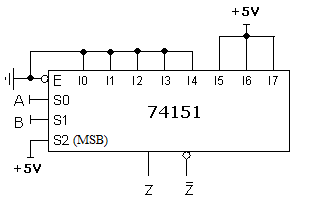 +5V
E I0 I1 I2 I3 I4 I5 I6 I7
A S0
74151
B S1
S2 (MSB)
+5V
Z Z̅